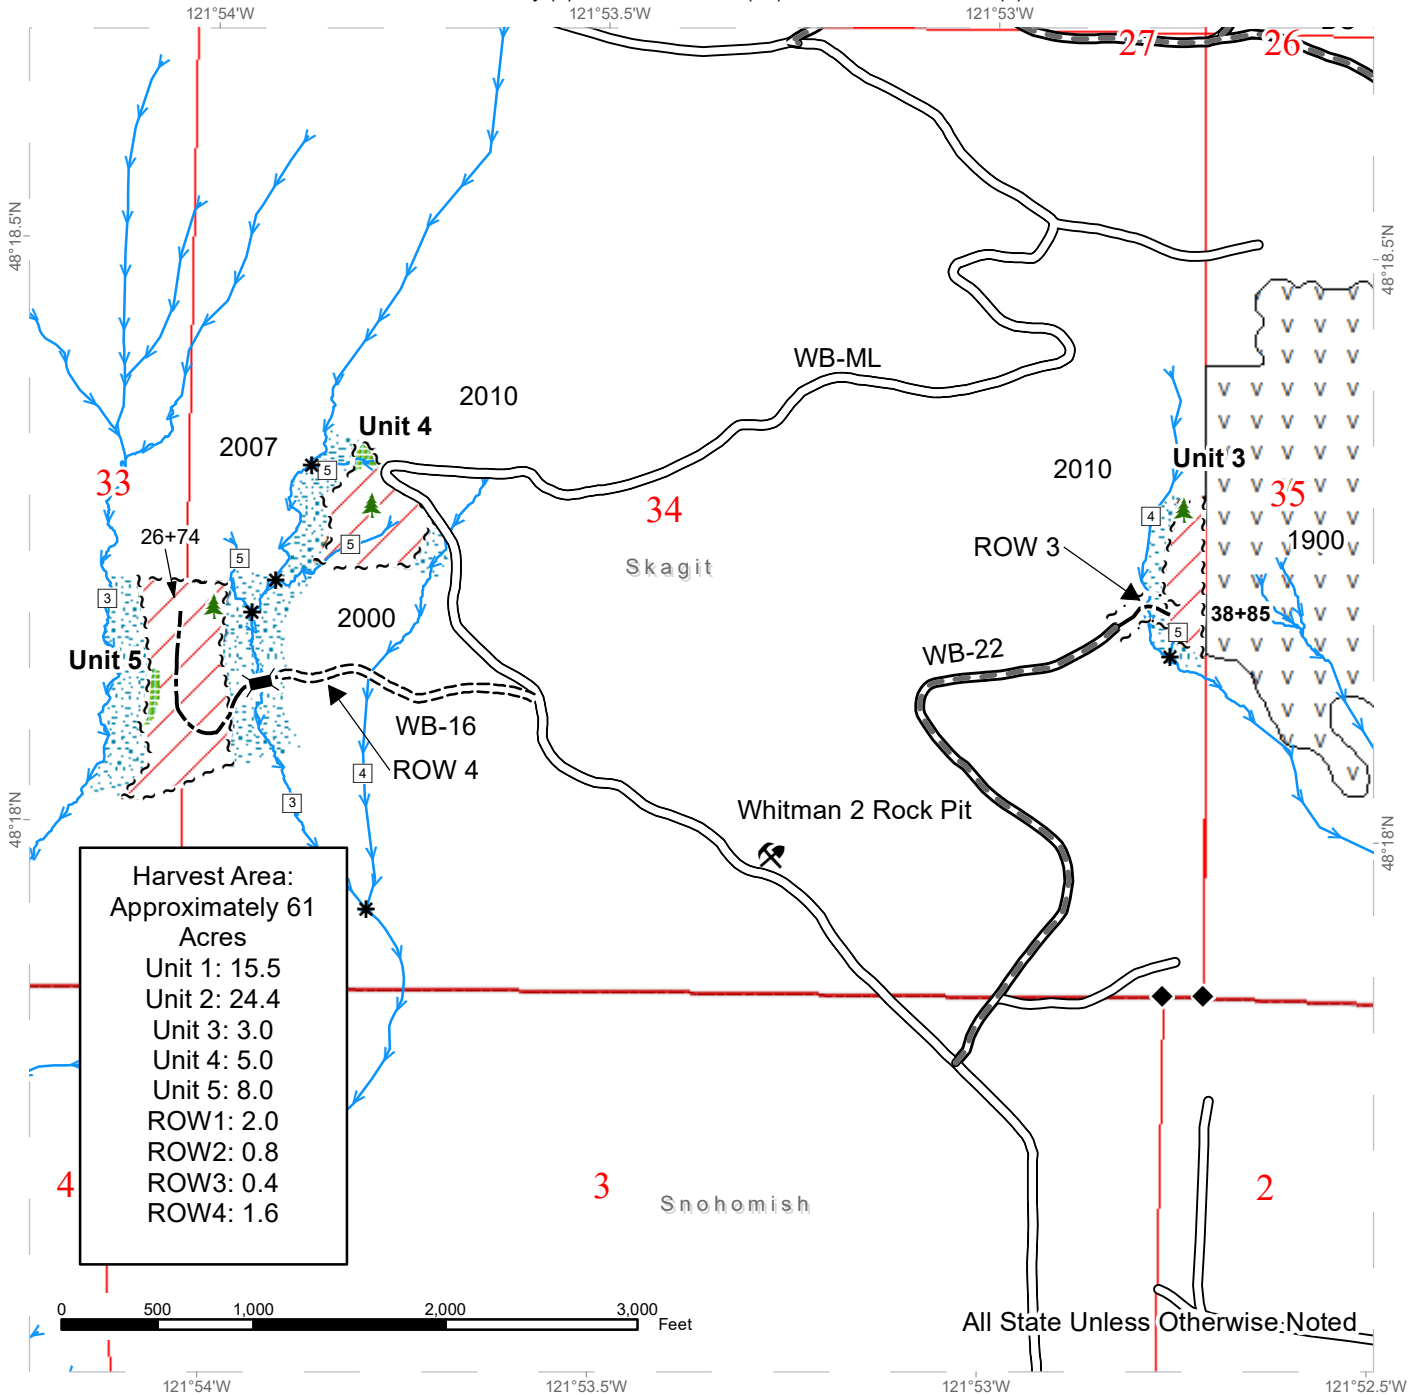 121°54'W
121°53.5'W
121°53'W
27
26
48°18.5'N
48°18.5'N
WB-ML
2010
Unit 4
2007
2010
Unit 3
33
5
34
35
4
26+74
5
5
ROW 3
1900
Skagit
3
2000
38+85
5
Unit 5
WB-22
WB-16
ROW 4
4
3
Whitman 2 Rock Pit
48°18'N
48°18'N
Harvest Area:
Approximately 61
Acres
Unit 1: 15.5
Unit 2: 24.4
Unit 3: 3.0
Unit 4: 5.0
Unit 5: 8.0
ROW1: 2.0
ROW2: 0.8
ROW3: 0.4
ROW4: 1.6
4
3
2
Snohomish
0 500 1,000 2,000 3,000
Feet
All State Unless Otherwise Noted
121°54'W
121°53.5'W
121°53'W
121°52.5'W